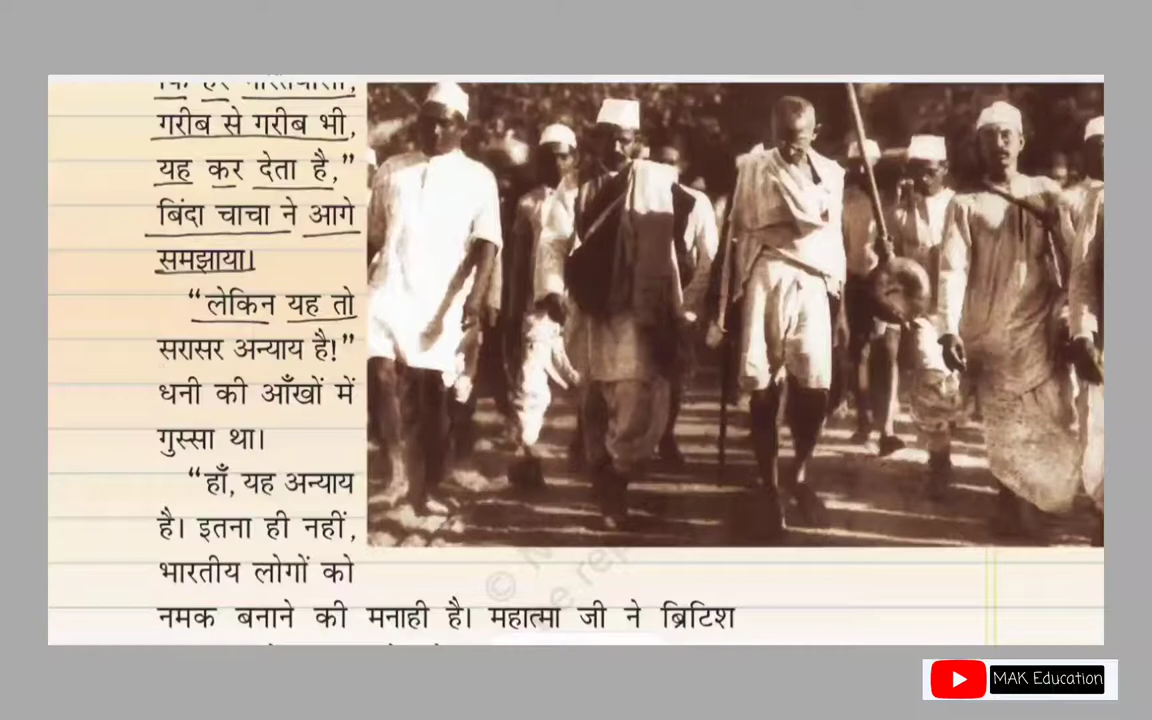 गरीब से गरीब भी,
यह कर देता है,”
बिंदा चाचा ने आगे
समझाया।
“लेकिन यह तो
सरासर अन्याय है!”
धनी की आँखों में
गुस्सा था।
“हाँ, यह अन्याय
है। इतना ही नहीं,
भारतीय लोगों को
नमक बनाने की मनाही है। महात्मा जी ने ब्रिटिश
MAK Education